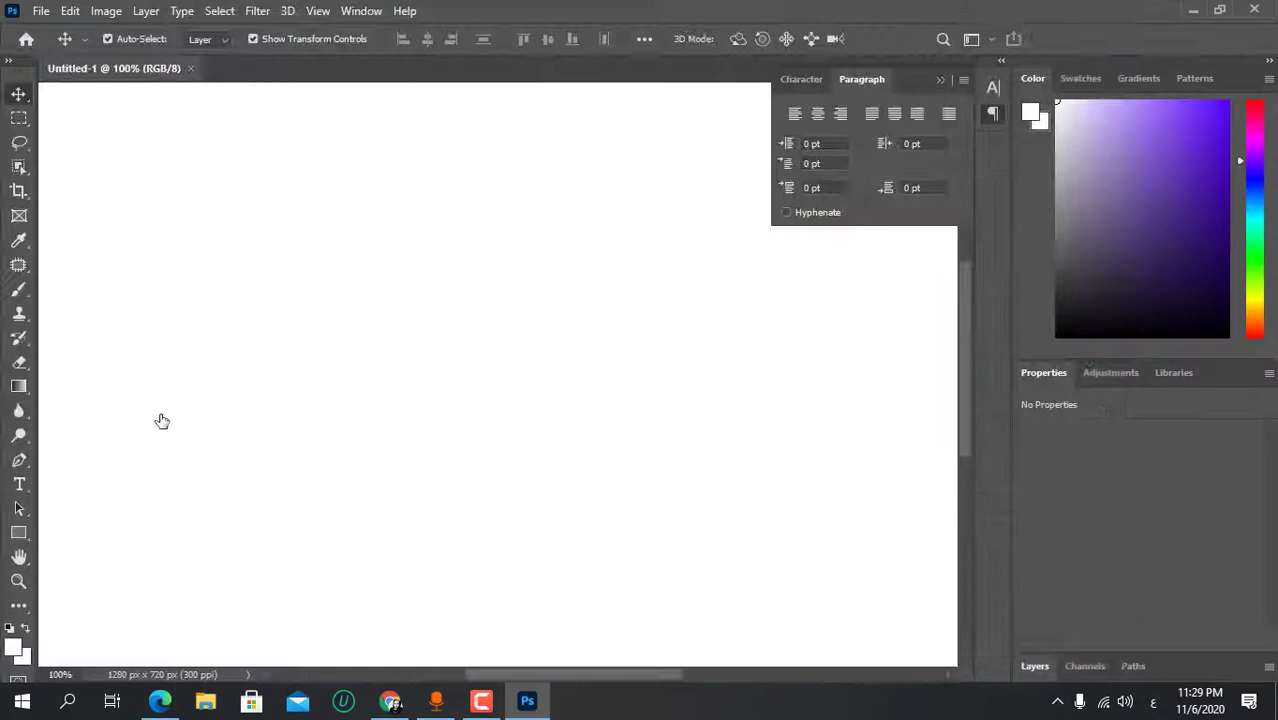 Ps File Edit Image Layer Type Select Filter 3D View Window Help
Auto-Select: Layer Show Transform Controls 3D Mode:
Untitled-1 @ 100% (RGB/8) ×
Character Paragraph
0 pt 0 pt
0 pt
0 pt 0 pt
Hyphenate
Color Swatches Gradients Patterns
Properties Adjustments Libraries
No Properties
Layers Channels Paths
100% 1280 px x 720 px (300 ppi)
Ps
ع
11:29 PM
11/6/2020